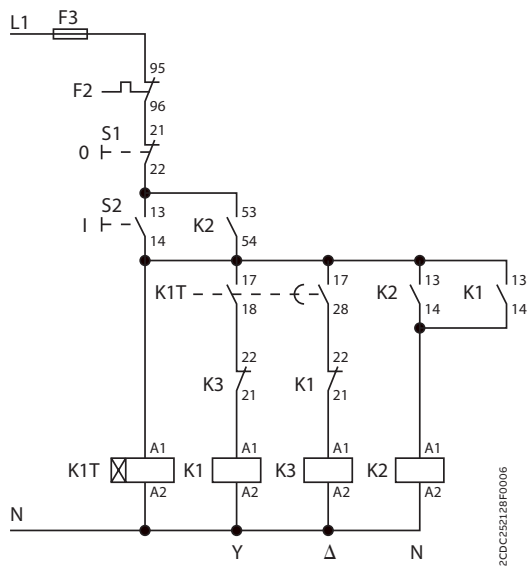 L1 F3
95
F2
96
S1 21
0
22
S2 13 53
I K2
14 54
17 17 13 13
K1T K2 K1
18 28 14 14
22 22
K3 K1
21 21
A1 A1 A1 A1
K1T K1 K3 K2
A2 A2 A2 A2
N
Y Δ N
2CDC252128F0006